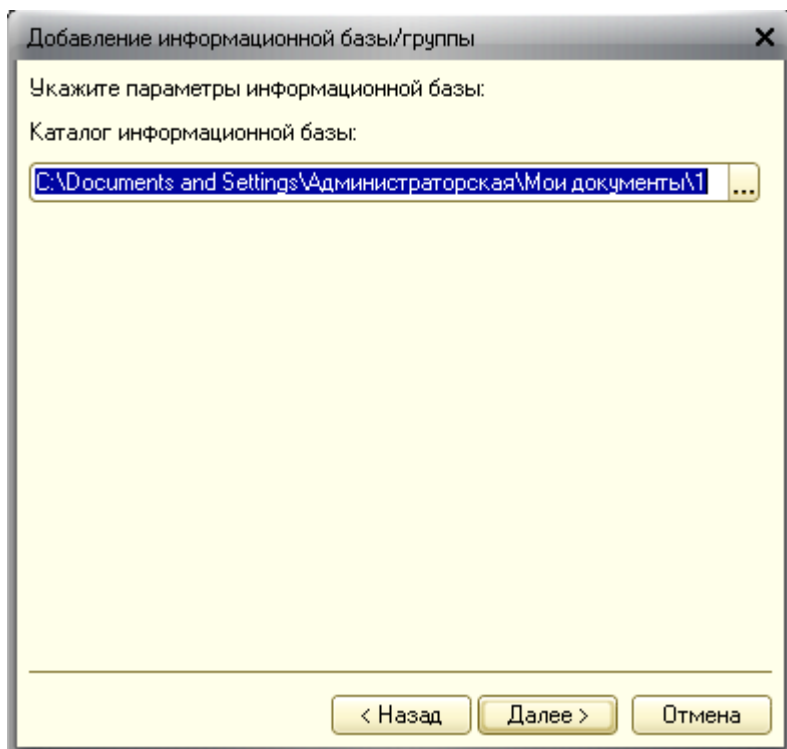 Добавление информационной базы/группы
Укажите параметры информационной базы:
Каталог информационной базы:
C:\Documents and Settings\Администраторская\Мои документы\1 ...
< Назад Далее > Отмена